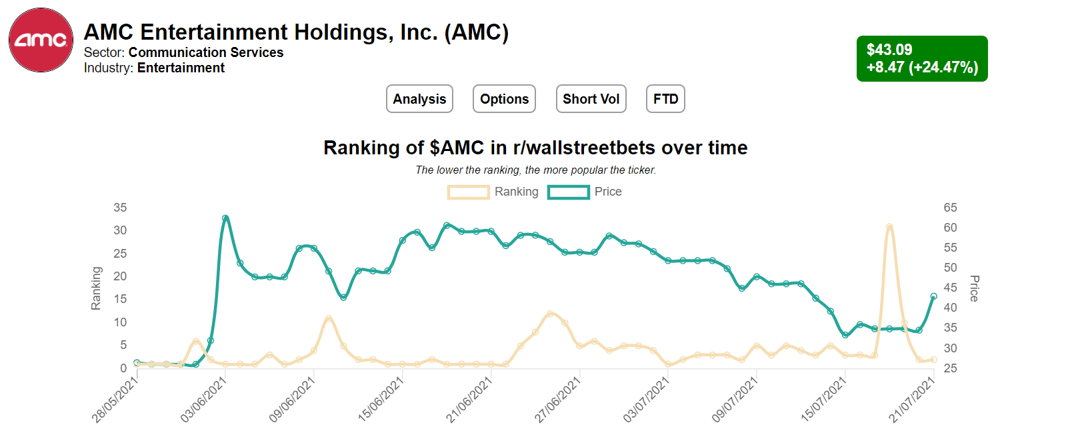 amc
AMC Entertainment Holdings, Inc. (AMC)
Sector: Communication Services
Industry: Entertainment
$43.09
+8.47 (+24.47%)
Analysis Options Short Vol FTD
Ranking of $AMC in r/wallstreetbets over time
The lower the ranking, the more popular the ticker.
Ranking Price
35 65
30 60
55
25 50
20 45
15 40
10 35
5 30
0 25
Ranking
Price
28/05/2021 03/06/2021 09/06/2021 15/06/2021 21/06/2021 27/06/2021 03/07/2021 09/07/2021 15/07/2021 21/07/2021